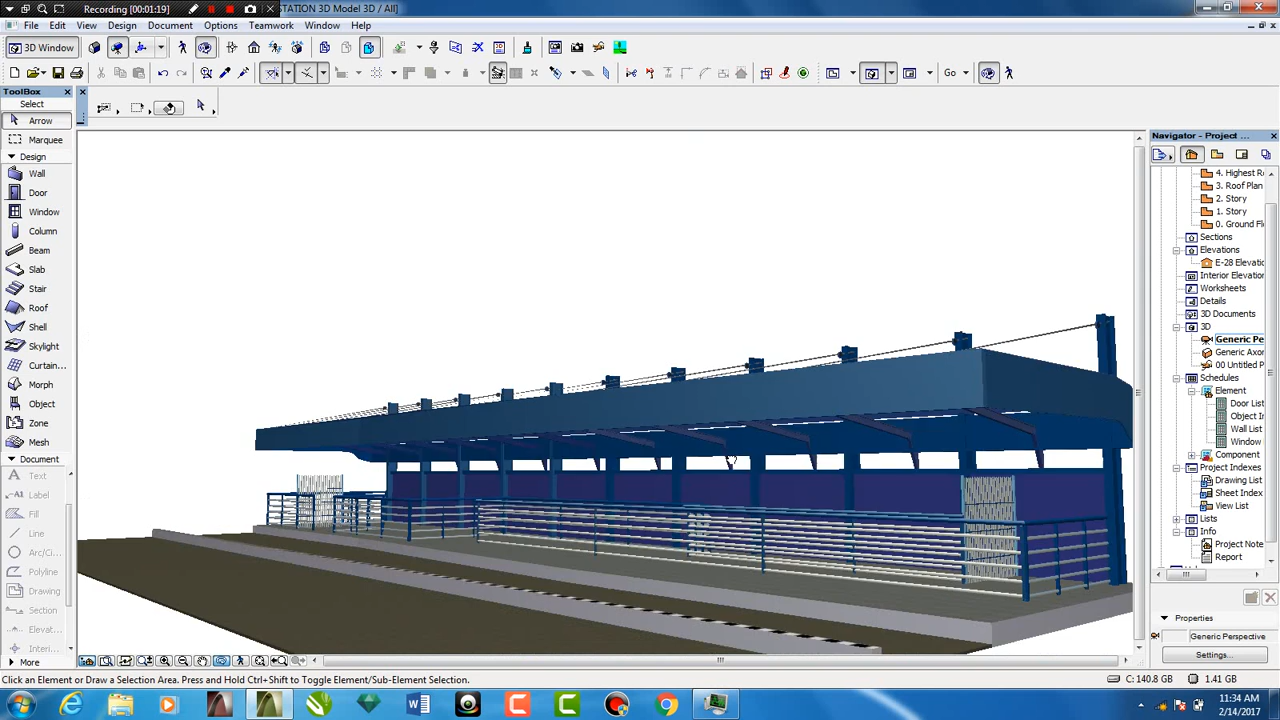 Recording [00:01:19]
STATION 3D Model 3D / All]
File Edit View Design Document Options Teamwork Window Help
3D Window
Go
ToolBox
Select
Arrow
Marquee
Design
Wall
Door
Window
Column
Beam
Slab
Stair
Roof
Shell
Skylight
Curtain...
Morph
Object
Zone
Mesh
Document
Text
Label
Fill
Line
Arc/Ci...
Polyline
Drawing
Section
Elevat...
Interi...
More
Navigator - Project ...
4. Highest R
3. Roof Plan
2. Story
1. Story
0. Ground Fl
Sections
Elevations
E-28 Elevatio
Interior Elevation
Worksheets
Details
3D Documents
3D
Generic Pe
Generic Axon
00 Untitled P
Schedules
Element
Door List
Object In
Wall List
Window
Component
Project Indexes
Drawing List
Sheet Index
View List
Lists
Info
Project Note
Report
Properties
Generic Perspective
Settings...
Click an Element or Draw a Selection Area. Press and Hold Ctrl+Shift to Toggle Element/Sub-Element Selection.
C: 140.8 GB
1.41 GB
11:34 AM
2/14/2017